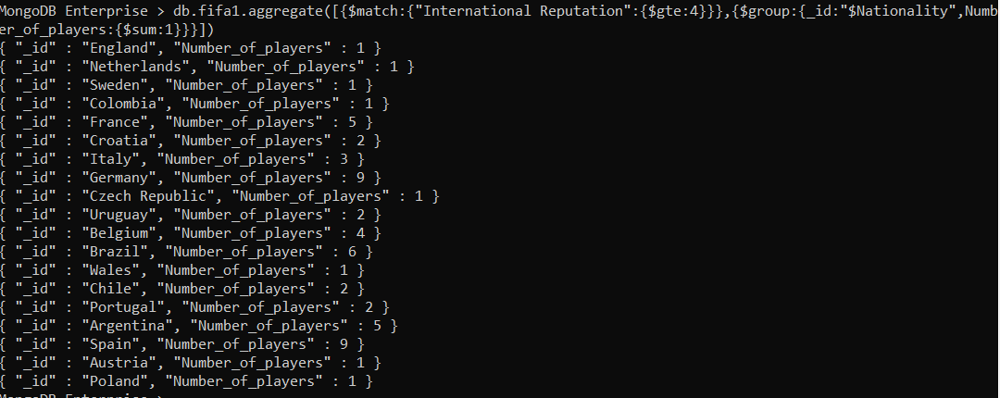 MongoDB Enterprise > db.fifa1.aggregate([{$match:{"International Reputation":{$gte:4}}},{$group:{_id:"$Nationality",Numb
er_of_players:{$sum:1}}}])
{ "_id" : "England", "Number_of_players" : 1 }
{ "_id" : "Netherlands", "Number_of_players" : 1 }
{ "_id" : "Sweden", "Number_of_players" : 1 }
{ "_id" : "Colombia", "Number_of_players" : 1 }
{ "_id" : "France", "Number_of_players" : 5 }
{ "_id" : "Croatia", "Number_of_players" : 2 }
{ "_id" : "Italy", "Number_of_players" : 3 }
{ "_id" : "Germany", "Number_of_players" : 9 }
{ "_id" : "Czech Republic", "Number_of_players" : 1 }
{ "_id" : "Uruguay", "Number_of_players" : 2 }
{ "_id" : "Belgium", "Number_of_players" : 4 }
{ "_id" : "Brazil", "Number_of_players" : 6 }
{ "_id" : "Wales", "Number_of_players" : 1 }
{ "_id" : "Chile", "Number_of_players" : 2 }
{ "_id" : "Portugal", "Number_of_players" : 2 }
{ "_id" : "Argentina", "Number_of_players" : 5 }
{ "_id" : "Spain", "Number_of_players" : 9 }
{ "_id" : "Austria", "Number_of_players" : 1 }
{ "_id" : "Poland", "Number_of_players" : 1 }
MongoDB Enterprise >